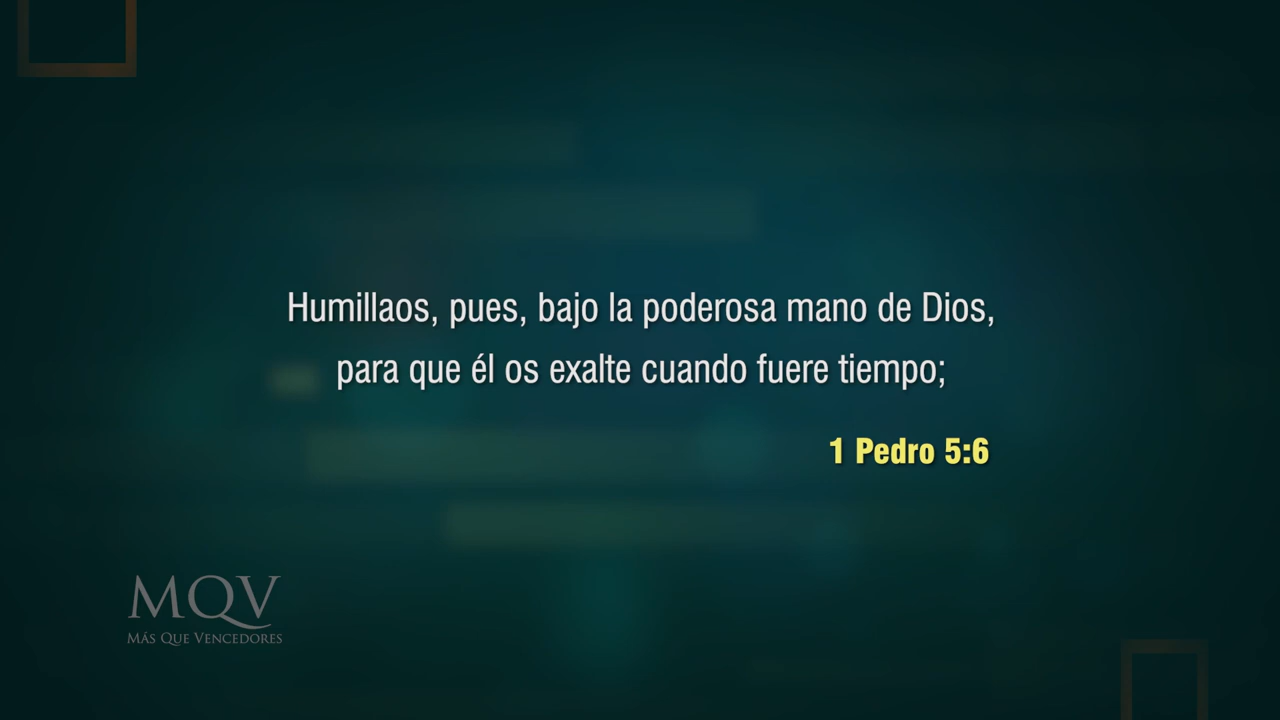 Humillaos, pues, bajo la poderosa mano de Dios,
para que él os exalte cuando fuere tiempo;
1 Pedro 5:6
MQV
MÁS QUE VENCEDORES